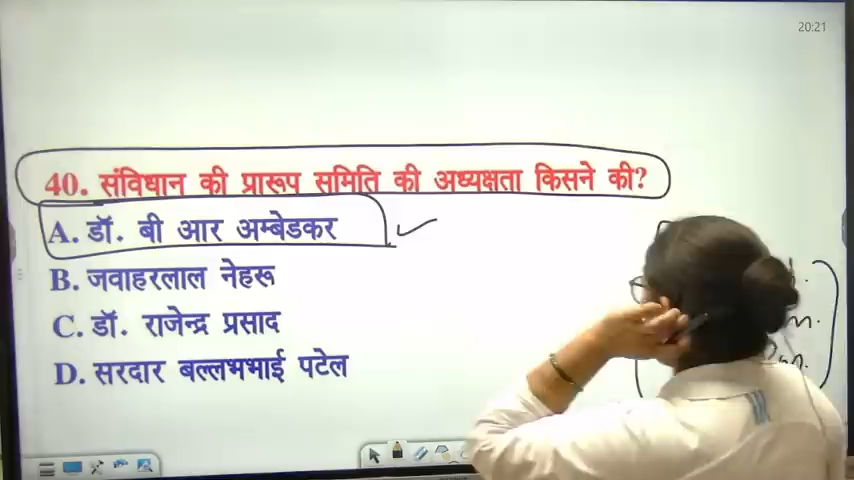 20:21
40. संविधान की प्रारूप समिति की अध्यक्षता किसने की?
A. डॉ. बी आर अम्बेडकर
B. जवाहरलाल नेहरू
C. डॉ. राजेन्द्र प्रसाद
D. सरदार बल्लभभाई पटेल